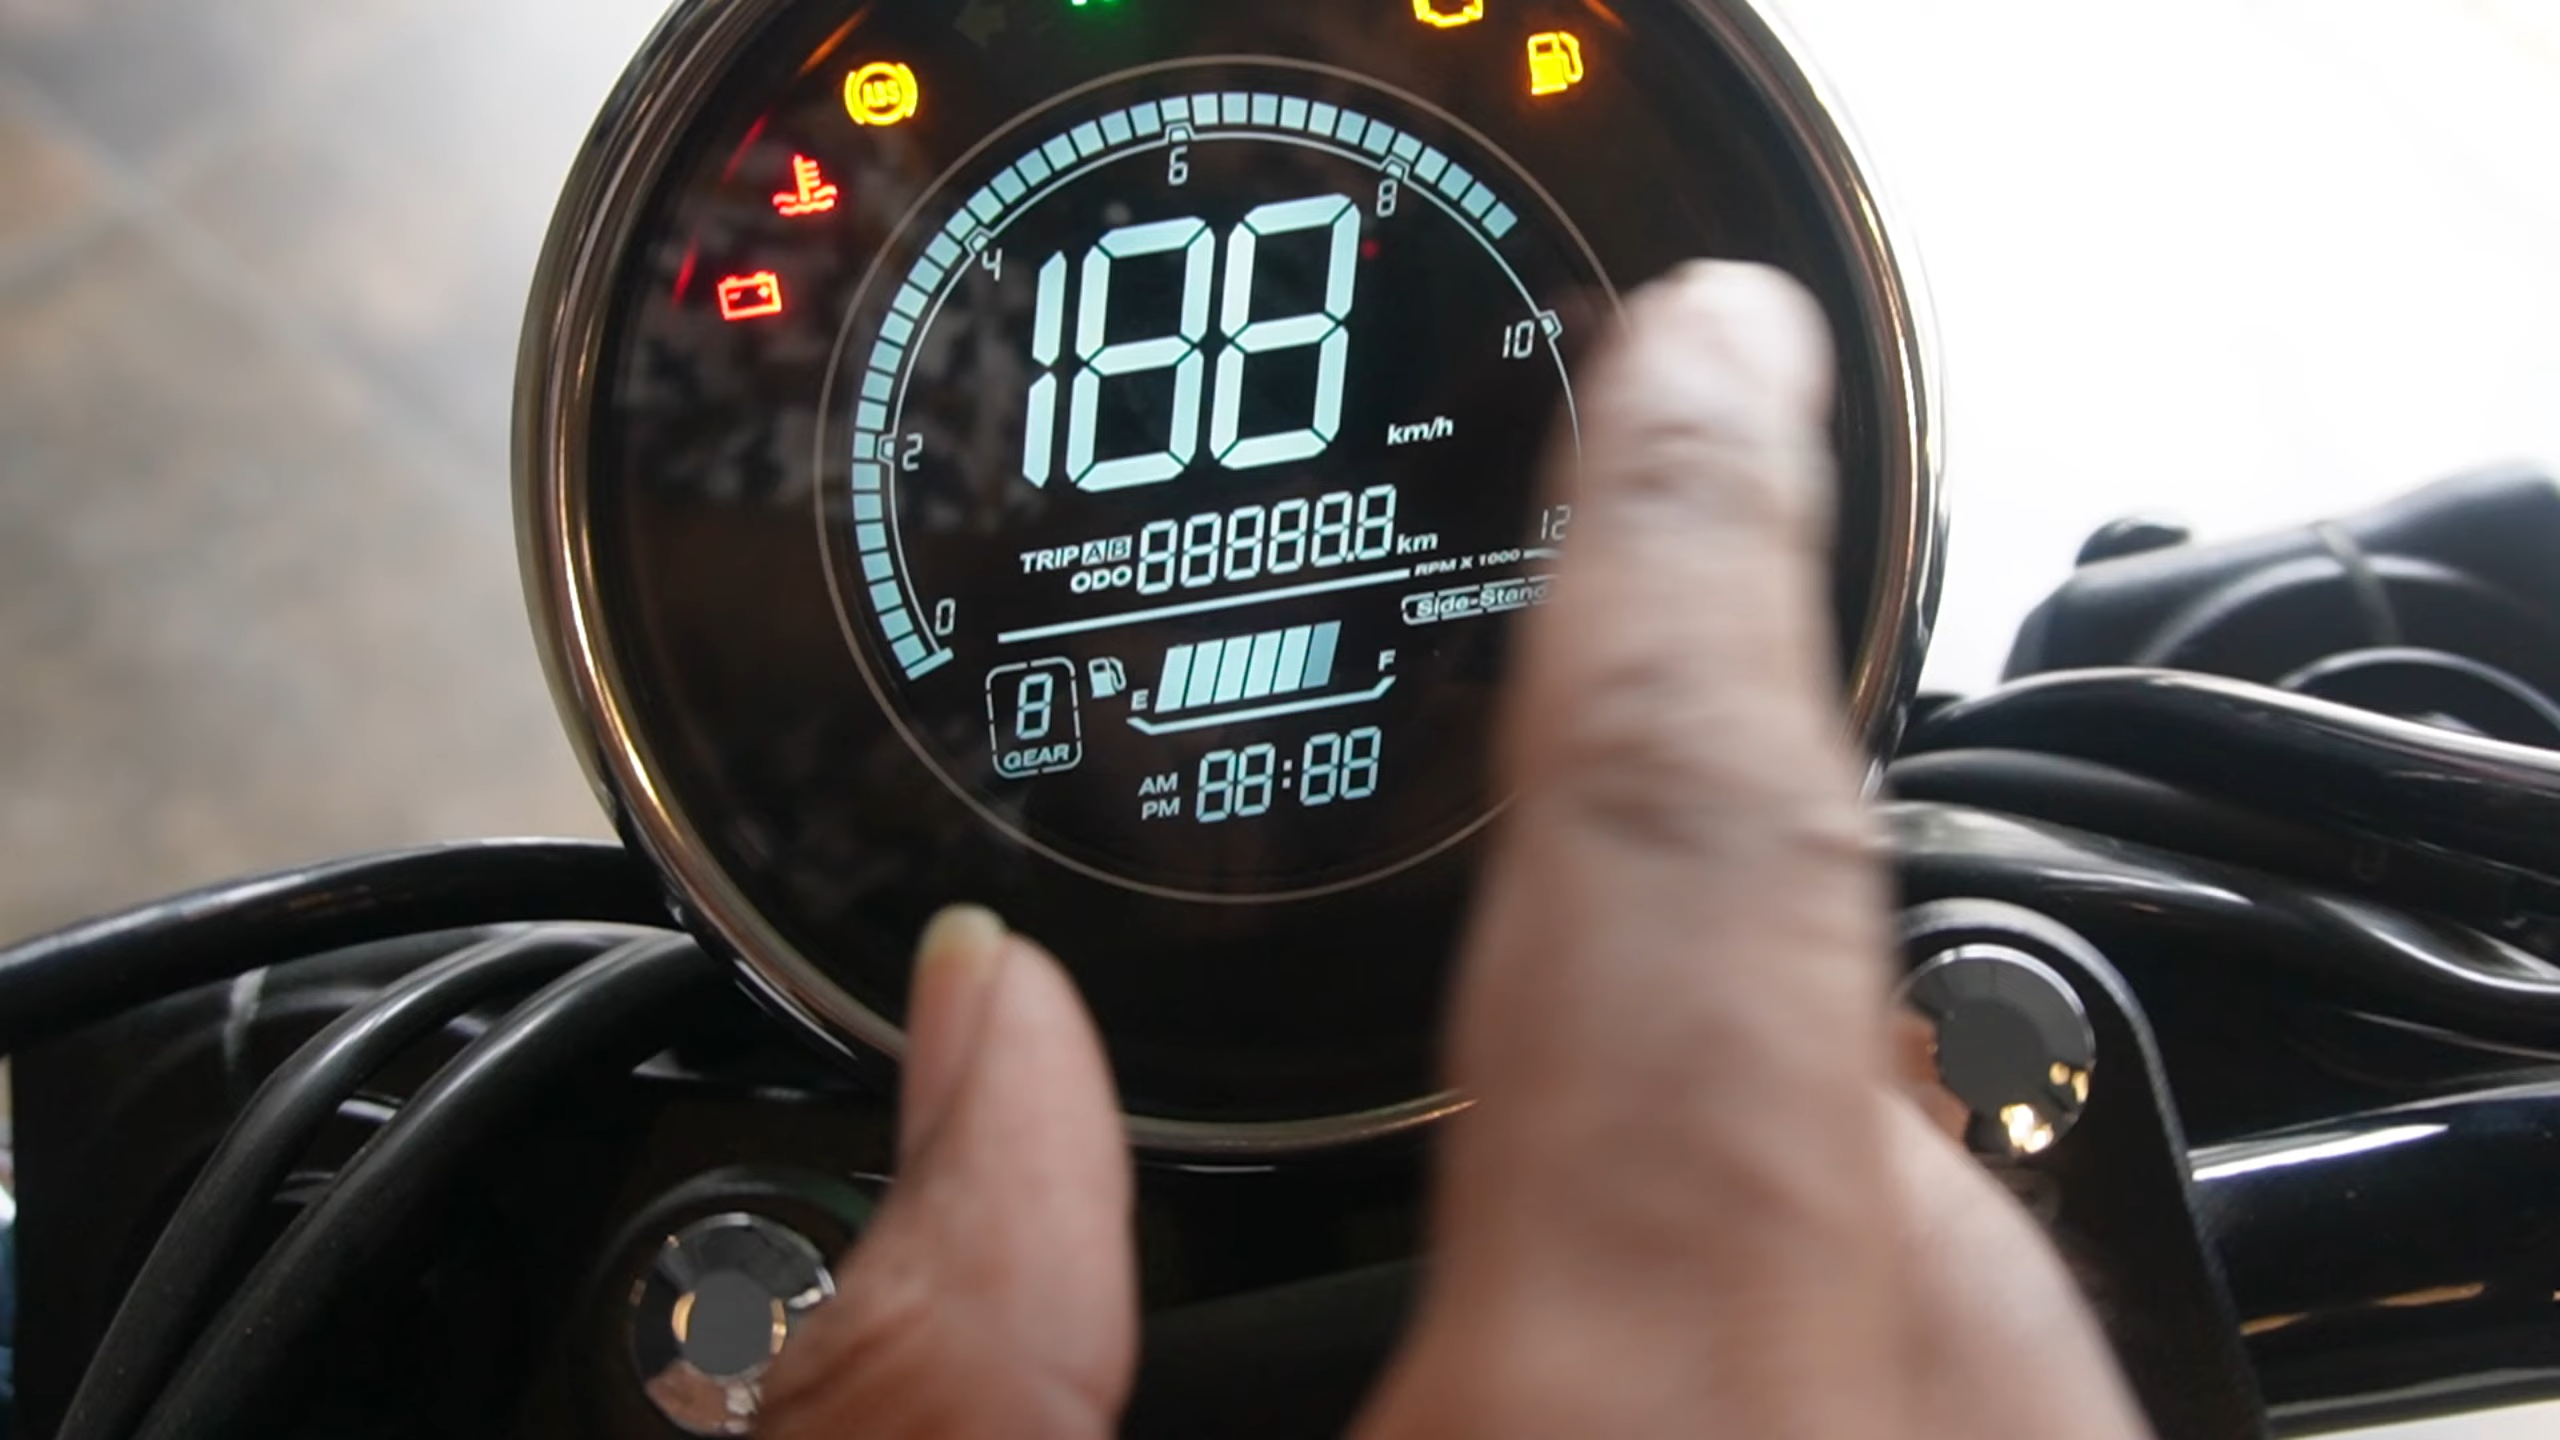 ABS
6
8
4
188
10
km/h
2
TRIP A B
ODO 88888.8 km
12
RPM X 1000
0
Side-Stand
8
E
F
GEAR
AM
PM
88:88